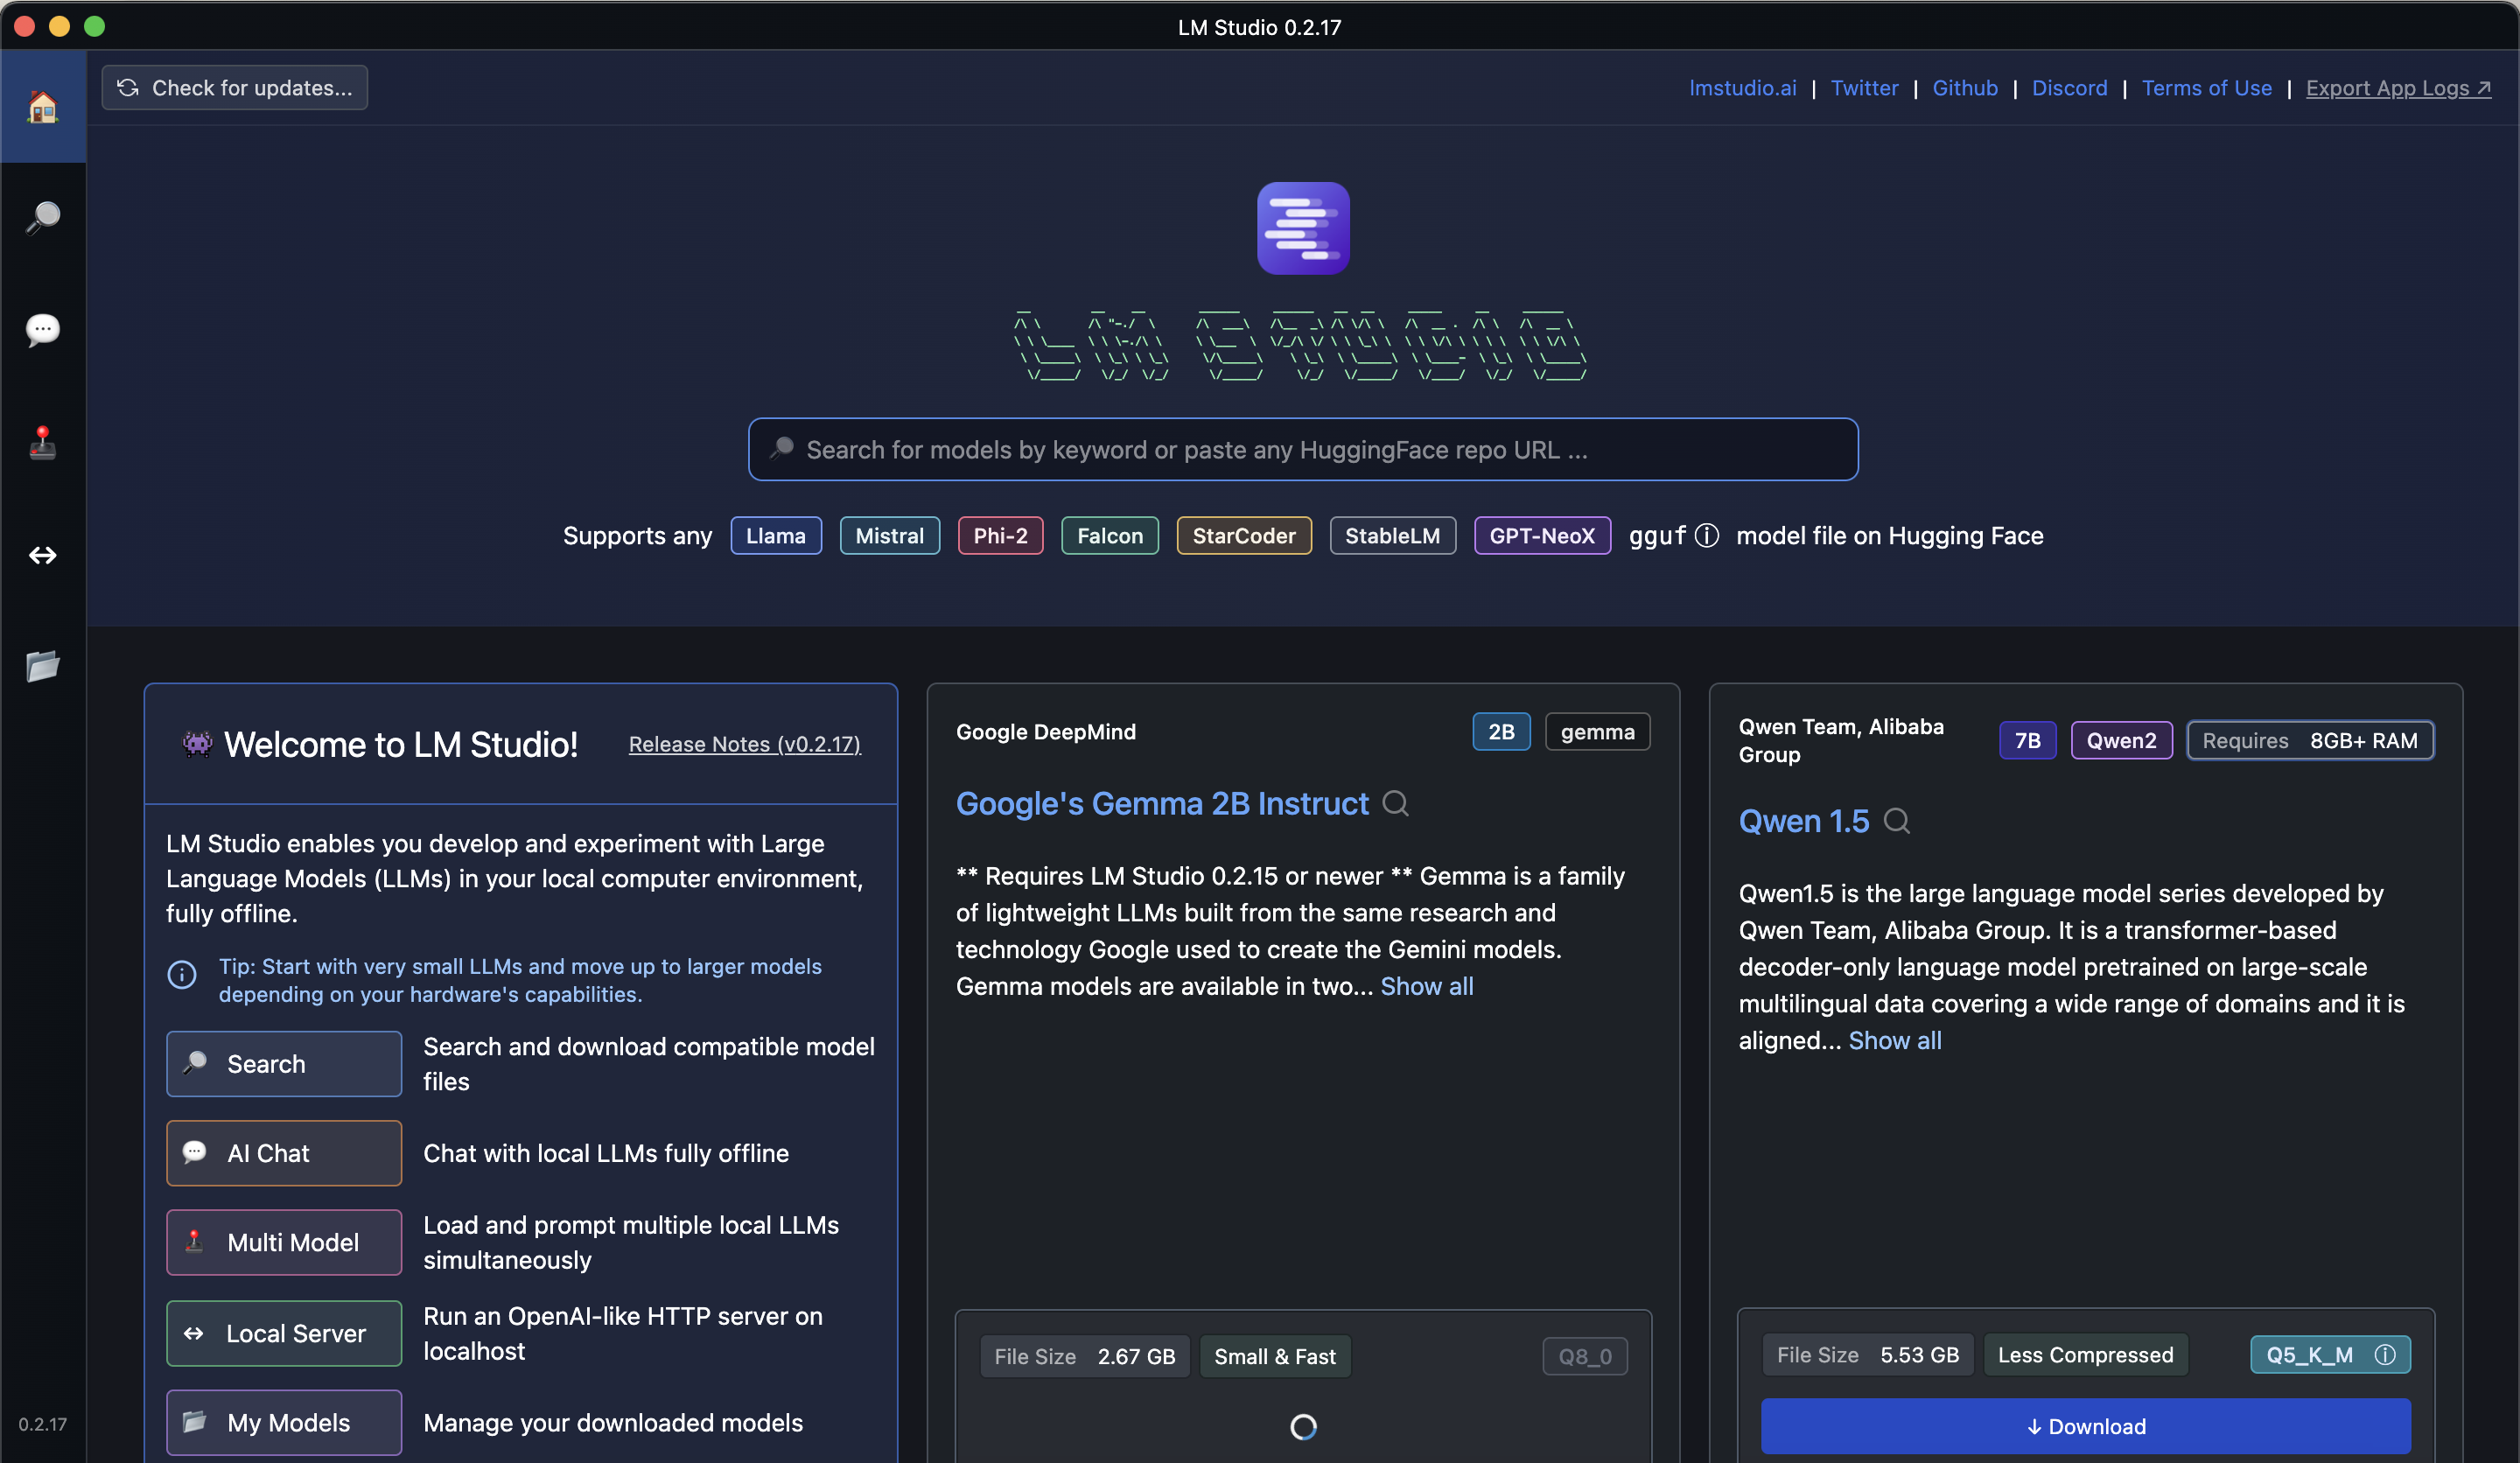 LM Studio 0.2.17
Check for updates...
lmstudio.ai | Twitter | Github | Discord | Terms of Use | Export App Logs ↗
LM STUDIO
Search for models by keyword or paste any HuggingFace repo URL ...
Supports any Llama Mistral Phi-2 Falcon StarCoder StableLM GPT-NeoX gguf ⓘ model file on Hugging Face
Welcome to LM Studio! Release Notes (v0.2.17)
LM Studio enables you develop and experiment with Large
Language Models (LLMs) in your local computer environment,
fully offline.
Tip: Start with very small LLMs and move up to larger models
depending on your hardware's capabilities.
Search
Search and download compatible model
files
AI Chat
Chat with local LLMs fully offline
Multi Model
Load and prompt multiple local LLMs
simultaneously
Local Server
Run an OpenAI-like HTTP server on
localhost
My Models
Manage your downloaded models
0.2.17
Google DeepMind 2B gemma
Google's Gemma 2B Instruct
** Requires LM Studio 0.2.15 or newer ** Gemma is a family
of lightweight LLMs built from the same research and
technology Google used to create the Gemini models.
Gemma models are available in two... Show all
File Size 2.67 GB Small & Fast Q8_0
Qwen Team, Alibaba
Group
7B Qwen2 Requires 8GB+ RAM
Qwen 1.5
Qwen1.5 is the large language model series developed by
Qwen Team, Alibaba Group. It is a transformer-based
decoder-only language model pretrained on large-scale
multilingual data covering a wide range of domains and it is
aligned... Show all
File Size 5.53 GB Less Compressed Q5_K_M ⓘ
↓ Download